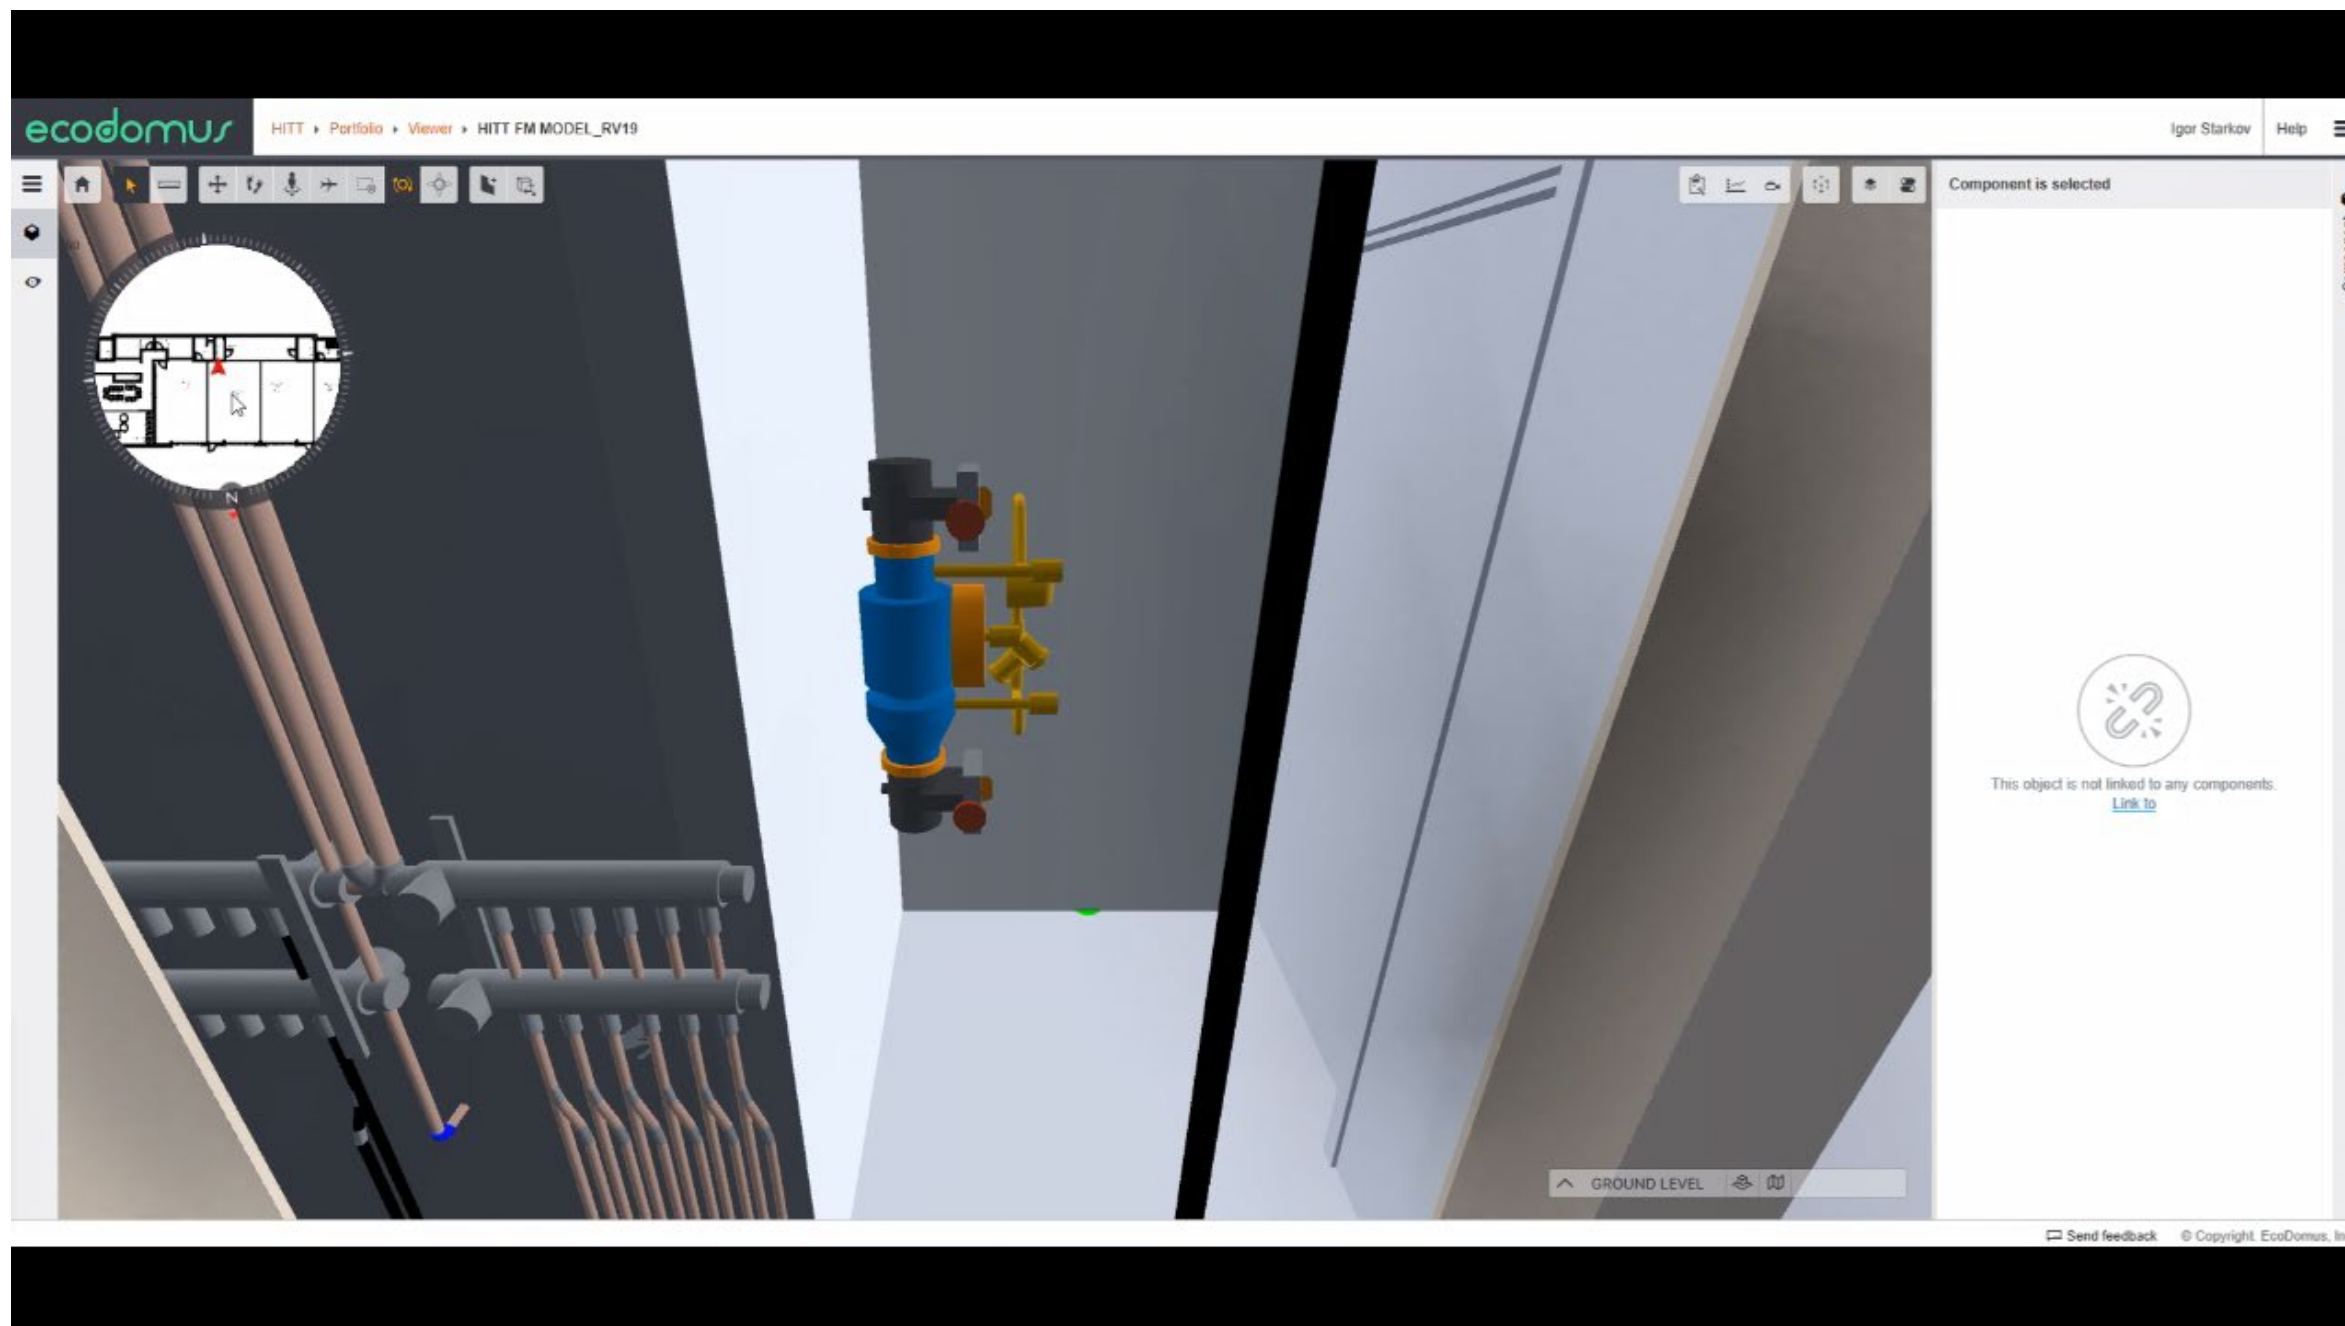 ecodomus
HITT ▸ Portfolio ▸ Viewer ▸ HITT FM MODEL_RV19
Igor Starkov
Help
Component is selected
N
This object is not linked to any components.
Link to
GROUND LEVEL
Send feedback
© Copyright. EcoDomus, In